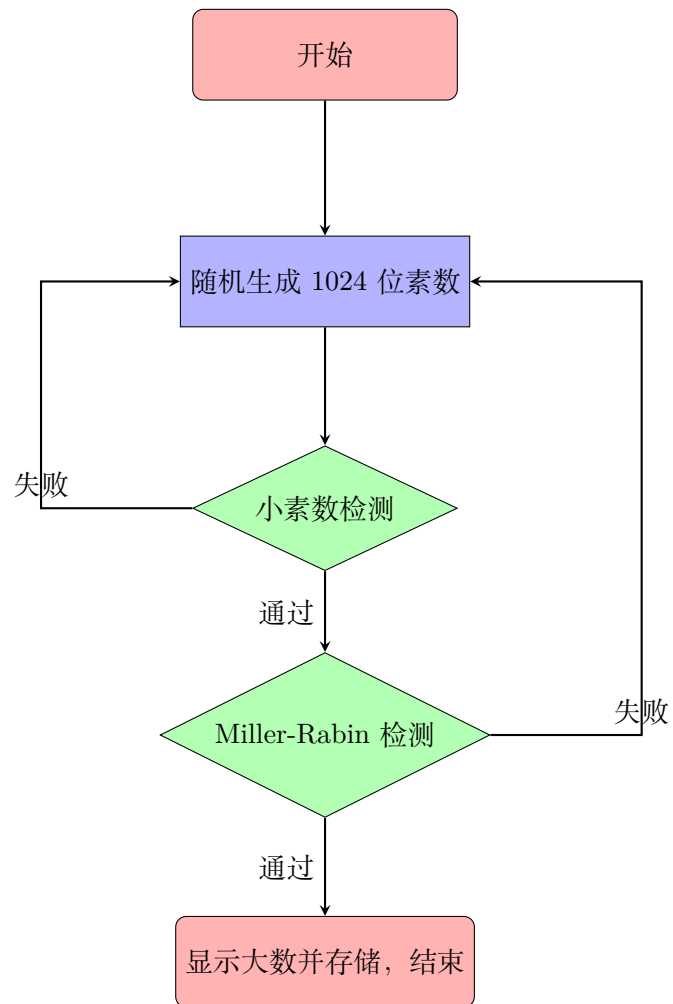 开始
随机生成 1024 位素数
失败
小素数检测
通过
失败
Miller-Rabin 检测
通过
显示大数并存储，结束